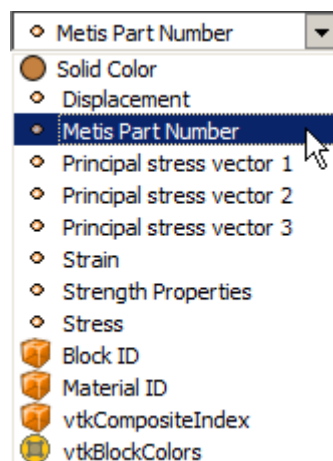 Metis Part Number
Solid Color
Displacement
Metis Part Number
Principal stress vector 1
Principal stress vector 2
Principal stress vector 3
Strain
Strength Properties
Stress
Block ID
Material ID
vtkCompositeIndex
vtkBlockColors